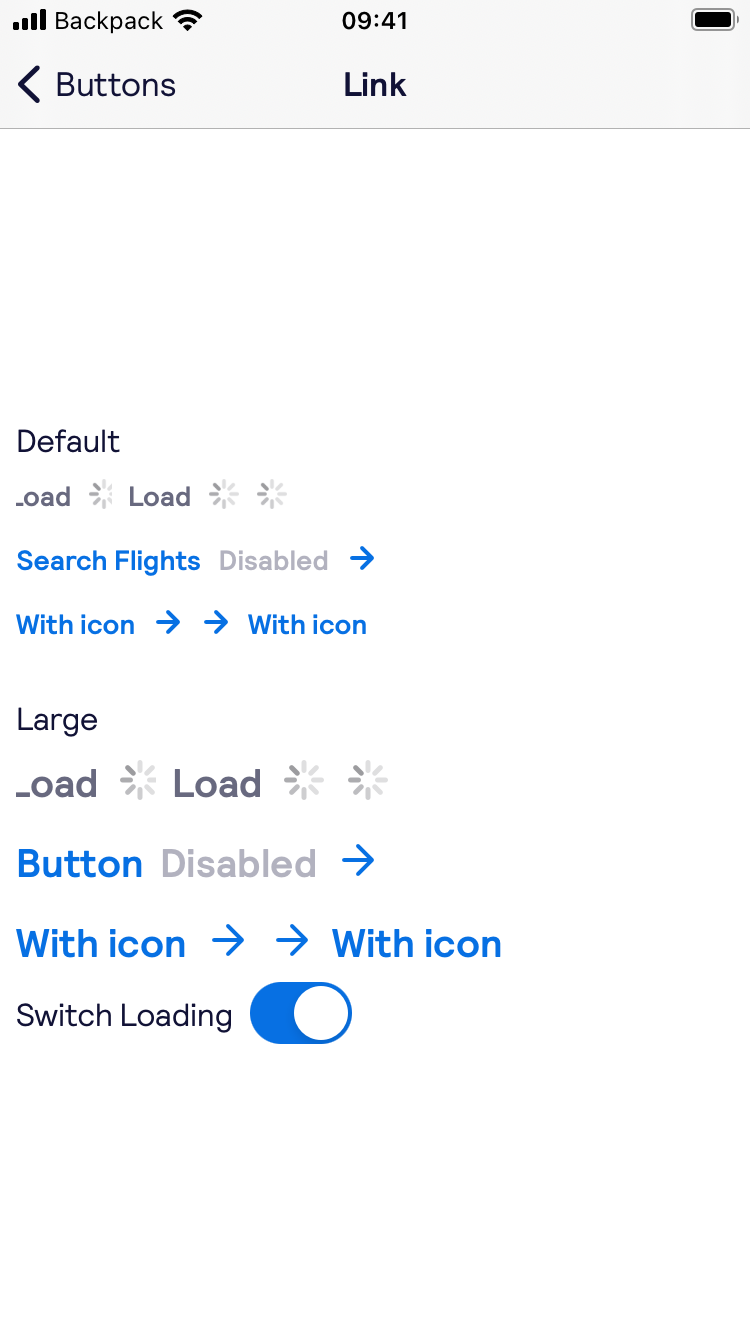 Backpack 09:41
Buttons Link
Default
oad Load
Search Flights Disabled
With icon With icon
Large
oad Load
Button Disabled
With icon With icon
Switch Loading